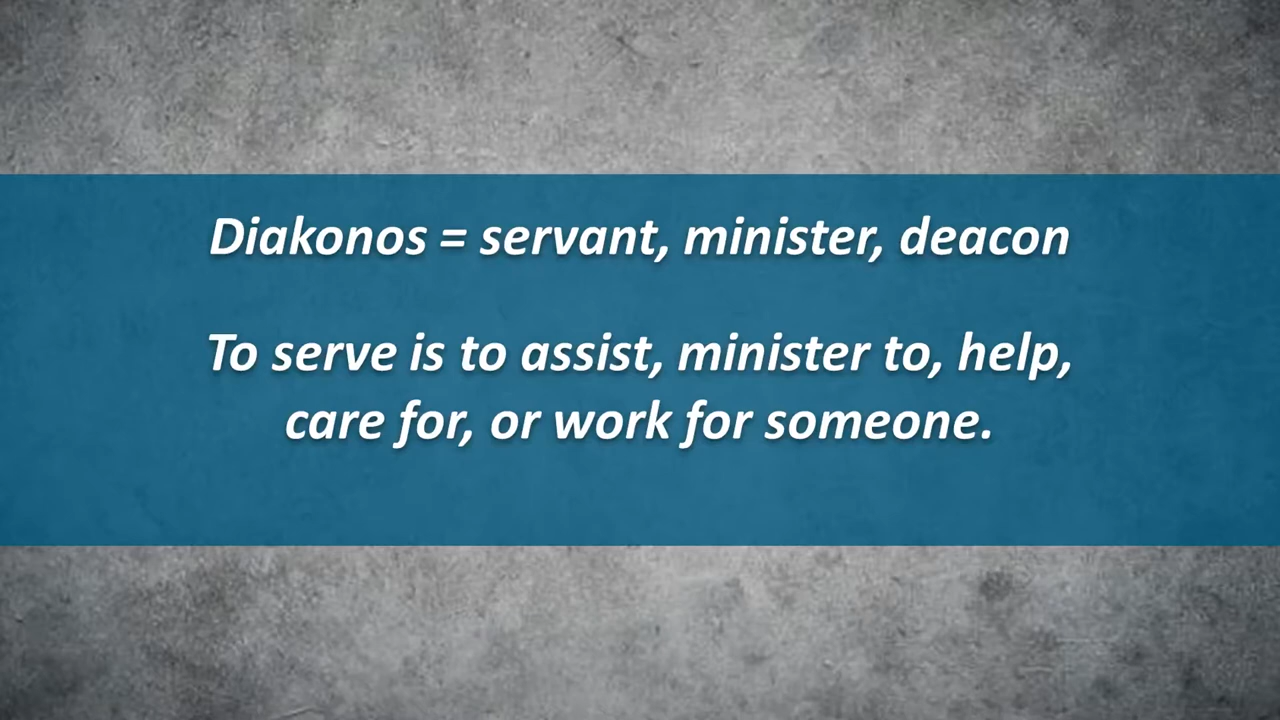 Diakonos = servant, minister, deacon
To serve is to assist, minister to, help,
care for, or work for someone.